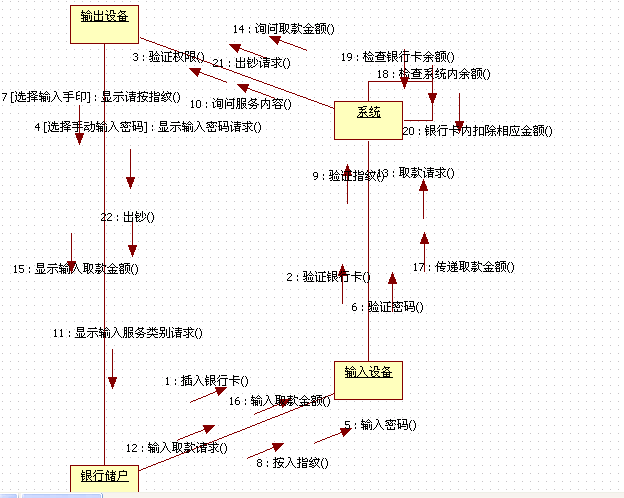 输出设备
14 : 询问取款金额()
3 : 验证权限()
19 : 检查银行卡余额()
21 : 出钞请求()
18 : 检查系统内余额()
7 [选择输入手印] : 显示请按指纹()
10 : 询问服务内容()
系统
4 [选择手动输入密码] : 显示输入密码请求()
20 : 银行卡内扣除相应金额()
9 : 验证指纹()
13 : 取款请求()
22 : 出钞()
15 : 显示输入取款金额()
17 : 传递取款金额()
2 : 验证银行卡()
6 : 验证密码()
11 : 显示输入服务类别请求()
输入设备
1 : 插入银行卡()
16 : 输入取款金额()
5 : 输入密码()
12 : 输入取款请求()
8 : 按入指纹()
银行储户